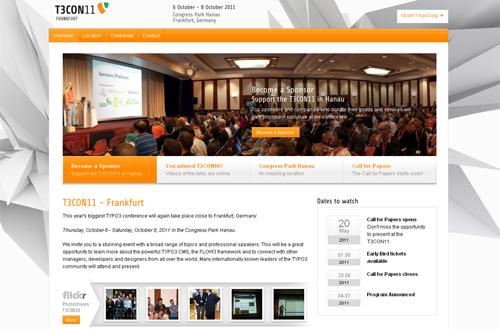 T3CON11
FRANKFURT
6 October - 8 October 2011
Congress Park Hanau
Frankfurt, Germany
Overview
Location
Contribute
Contact
Sponsors (Platinum)
Become a Sponsor
Support the T3CON11 in Hanau
Top sponsors and companies who donate their goods and services will
gain prominent exposure at the conference.
Become a Sponsor
Become a Sponsor
Support the T3CON11 in Hanau
You missed T3CON10?
Videos of the talks are online
Congress Park Hanau
An inspiring location
Call for Papers
The Call for Papers starts soon!
T3CON11 – Frankfurt
This year's biggest TYPO3 conference will again take place close to Frankfurt, Germany:
Thursday, October 6 - Saturday, October 8, 2011 in the Congress Park Hanau.
We invite you to a stunning event with a broad range of topics and professional speakers. This will be a great
opportunity to learn more about the powerful TYPO3 CMS, the FLOW3 framework and to connect with other
managers, developers and designers from all over the world. Many internationally known leaders of the TYPO3
community will attend and present.
flickr
Photostream
T3CON10
More
Dates to watch
20
May
2011
Call for Papers opens
Don't miss the opportunity
to present at the
T3CON11
01.06
2011
Early Bird tickets
available
20.06
2011
Call for Papers closes
04.07
2011
Program Announced